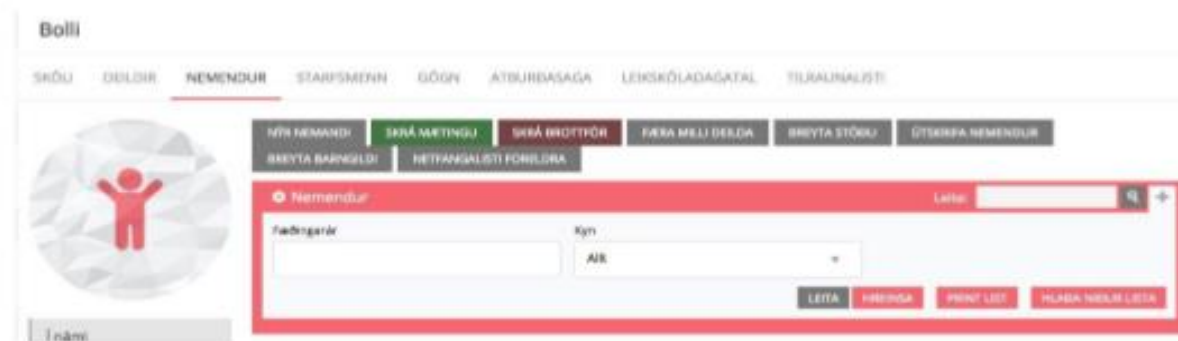 Bolli
SKÓLI DEILDIR NEMENDUR STARFSMENN GÖGN ATBURÐASAGA LEIKSKÓLADAGATAL TILRAUNALISTI
NÝR NEMANDI SKRÁ MÆTINGU SKRÁ BROTTFÖR FÆRA MILLI DEILDA BREYTA STÖÐU ÚTSKRIFA NEMENDUR
BREYTA BARNGILDI NETFANGALISTI FORELDRA
Nemendur Leita:
Fæðingarár Kyn
Allt
LEITA HREINSA PRINT LIST HLAÐA NIÐUR LISTA
Í námi